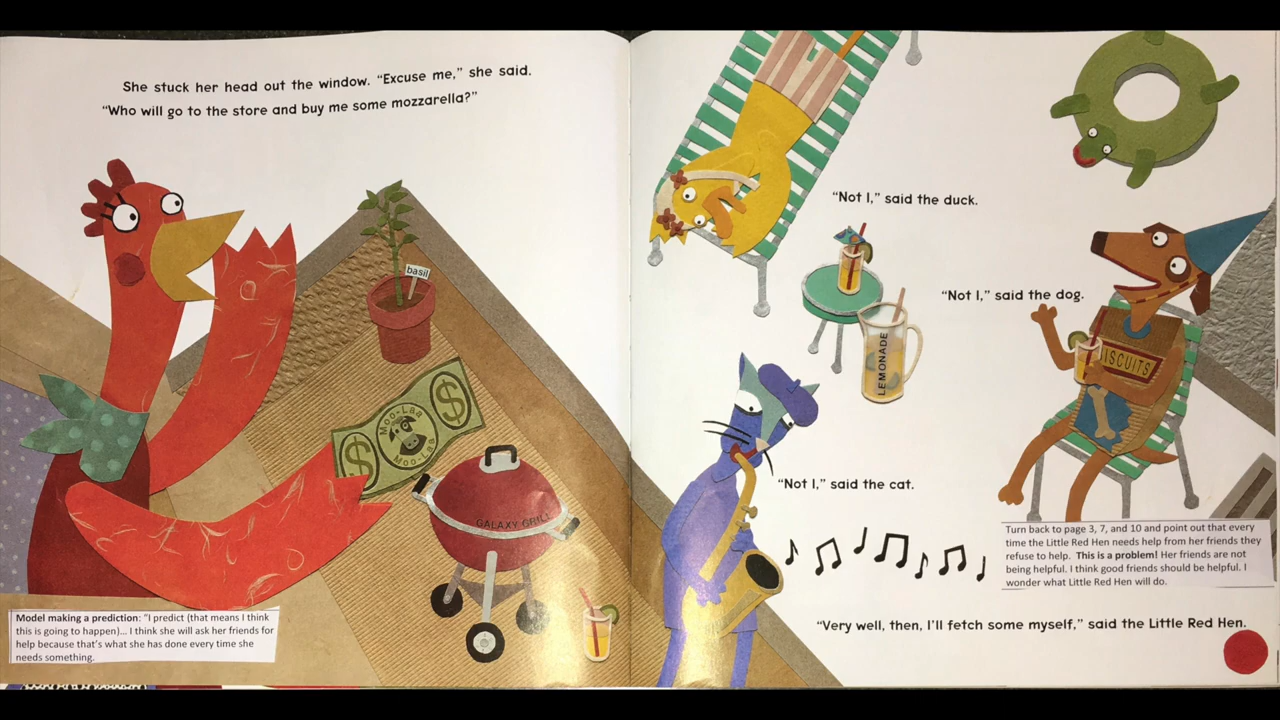 She stuck her head out the window. “Excuse me,” she said.
“Who will go to the store and buy me some mozzarella?”
basil
$ Moo-Laa Moo-Laa $
GALAXY GRILL
Model making a prediction: “I predict (that means I think
this is going to happen)... I think she will ask her friends for
help because that’s what she has done every time she
needs something.
“Not I,” said the duck.
“Not I,” said the dog.
LEMONADE
ISCUITS
“Not I,” said the cat.
Turn back to page 3, 7, and 10 and point out that every
time the Little Red Hen needs help from her friends they
refuse to help. This is a problem! Her friends are not
being helpful. I think good friends should be helpful. I
wonder what Little Red Hen will do.
“Very well, then, I’ll fetch some myself,” said the Little Red Hen.